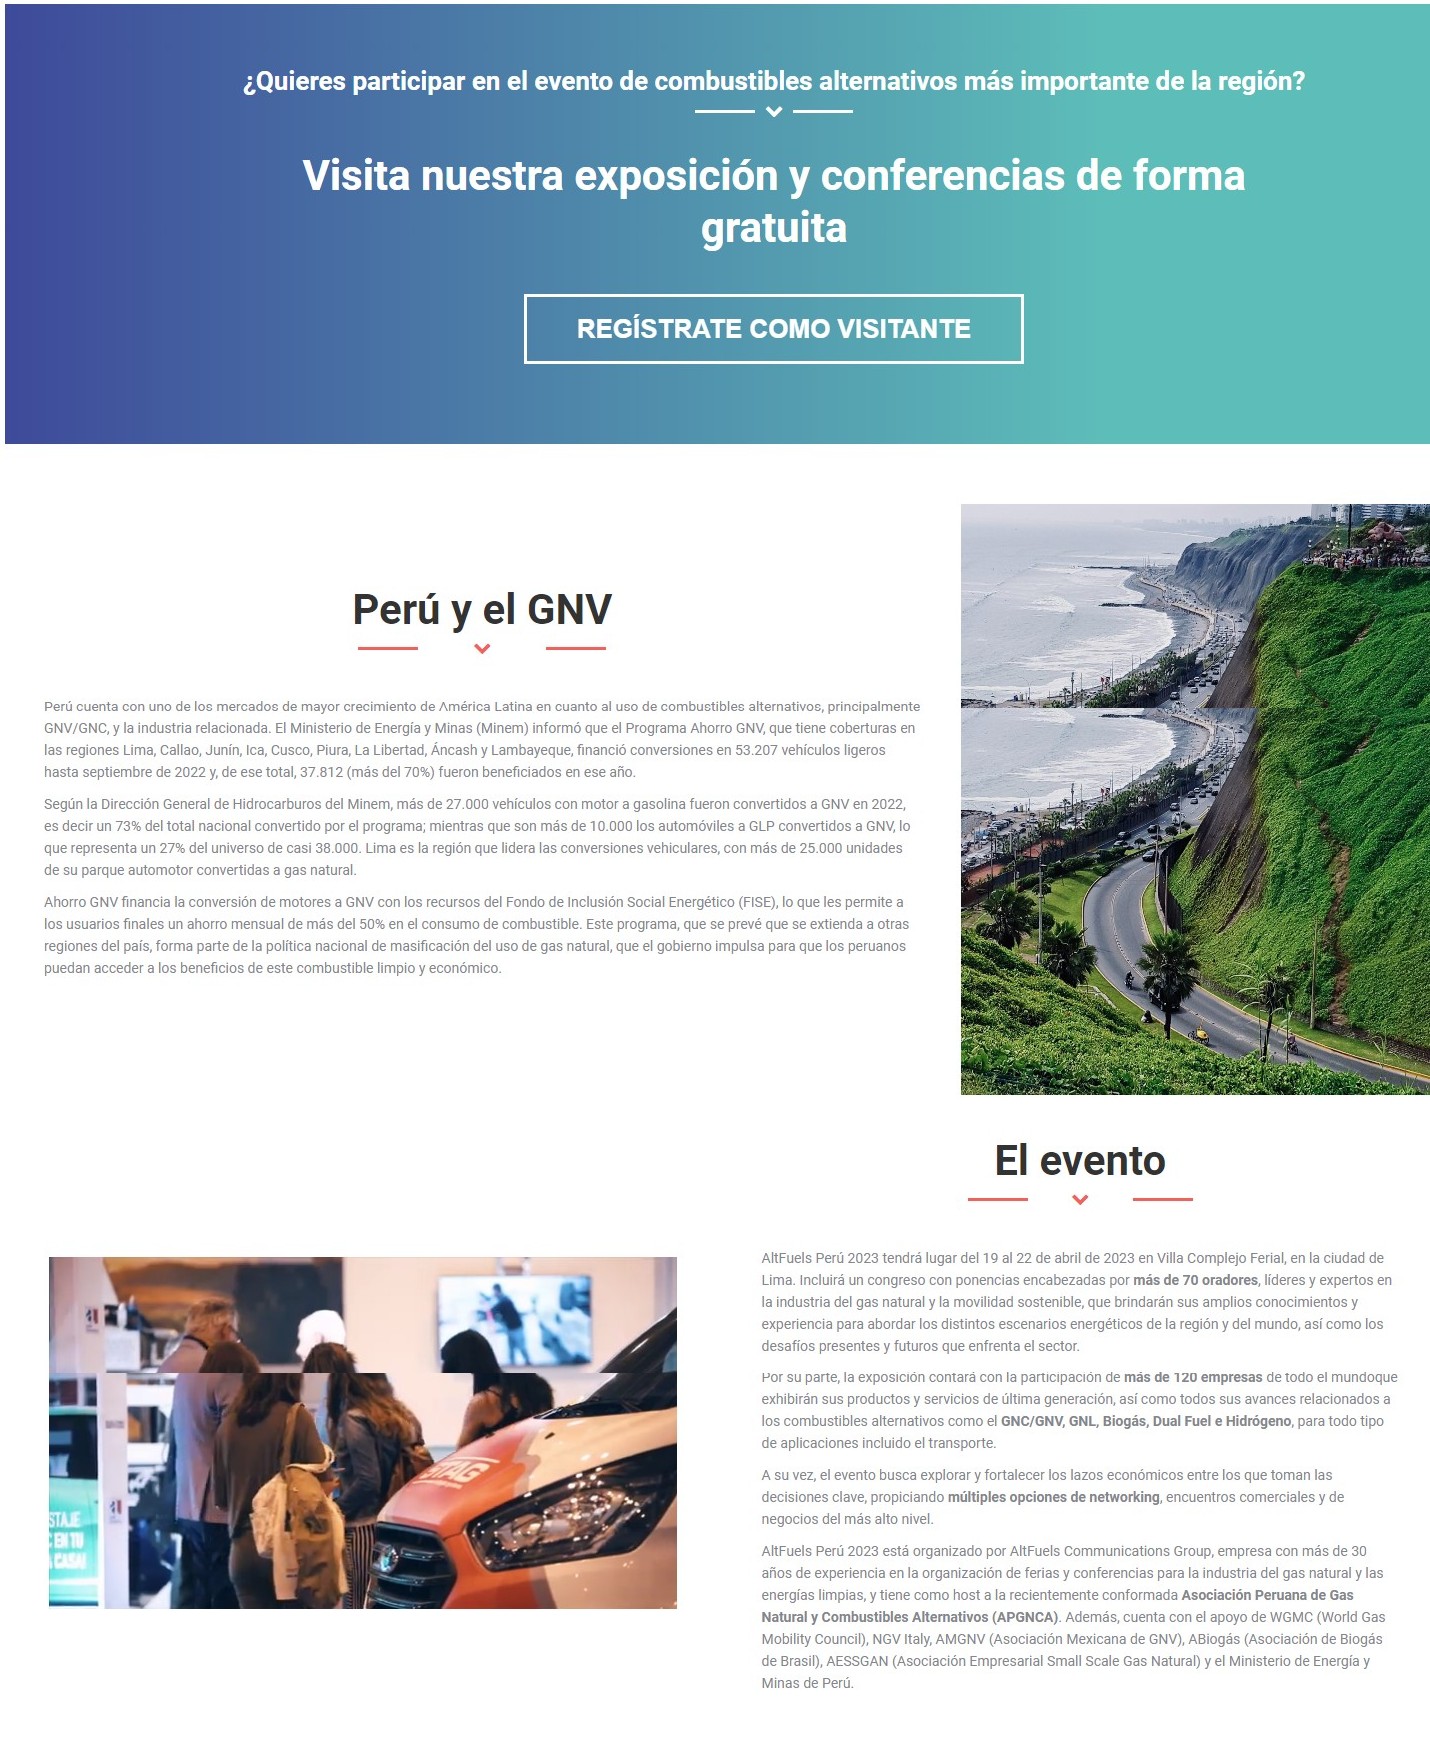 ¿Quieres participar en el evento de combustibles alternativos más importante de la región?
Visita nuestra exposición y conferencias de forma
gratuita
REGÍSTRATE COMO VISITANTE
Perú y el GNV
Perú cuenta con uno de los mercados de mayor crecimiento de América Latina en cuanto al uso de combustibles alternativos, principalmente
GNV/GNC, y la industria relacionada. El Ministerio de Energía y Minas (Minem) informó que el Programa Ahorro GNV, que tiene coberturas en
las regiones Lima, Callao, Junín, Ica, Cusco, Piura, La Libertad, Áncash y Lambayeque, financió conversiones en 53.207 vehículos ligeros
hasta septiembre de 2022 y, de ese total, 37.812 (más del 70%) fueron beneficiados en ese año.
Según la Dirección General de Hidrocarburos del Minem, más de 27.000 vehículos con motor a gasolina fueron convertidos a GNV en 2022,
es decir un 73% del total nacional convertido por el programa; mientras que son más de 10.000 los automóviles a GLP convertidos a GNV, lo
que representa un 27% del universo de casi 38.000. Lima es la región que lidera las conversiones vehiculares, con más de 25.000 unidades
de su parque automotor convertidas a gas natural.
Ahorro GNV financia la conversión de motores a GNV con los recursos del Fondo de Inclusión Social Energético (FISE), lo que les permite a
los usuarios finales un ahorro mensual de más del 50% en el consumo de combustible. Este programa, que se prevé que se extienda a otras
regiones del país, forma parte de la política nacional de masificación del uso de gas natural, que el gobierno impulsa para que los peruanos
puedan acceder a los beneficios de este combustible limpio y económico.
El evento
AltFuels Perú 2023 tendrá lugar del 19 al 22 de abril de 2023 en Villa Complejo Ferial, en la ciudad de
Lima. Incluirá un congreso con ponencias encabezadas por más de 70 oradores, líderes y expertos en
la industria del gas natural y la movilidad sostenible, que brindarán sus amplios conocimientos y
experiencia para abordar los distintos escenarios energéticos de la región y del mundo, así como los
desafíos presentes y futuros que enfrenta el sector.
Por su parte, la exposición contará con la participación de más de 120 empresas de todo el mundoque
exhibirán sus productos y servicios de última generación, así como todos sus avances relacionados a
los combustibles alternativos como el GNC/GNV, GNL, Biogás, Dual Fuel e Hidrógeno, para todo tipo
de aplicaciones incluido el transporte.
A su vez, el evento busca explorar y fortalecer los lazos económicos entre los que toman las
decisiones clave, propiciando múltiples opciones de networking, encuentros comerciales y de
negocios del más alto nivel.
AltFuels Perú 2023 está organizado por AltFuels Communications Group, empresa con más de 30
años de experiencia en la organización de ferias y conferencias para la industria del gas natural y las
energías limpias, y tiene como host a la recientemente conformada Asociación Peruana de Gas
Natural y Combustibles Alternativos (APGNCA). Además, cuenta con el apoyo de WGMC (World Gas
Mobility Council), NGV Italy, AMGNV (Asociación Mexicana de GNV), ABiogás (Asociación de Biogás
de Brasil), AESSGAN (Asociación Empresarial Small Scale Gas Natural) y el Ministerio de Energía y
Minas de Perú.
STAG
EN TU
CASA!